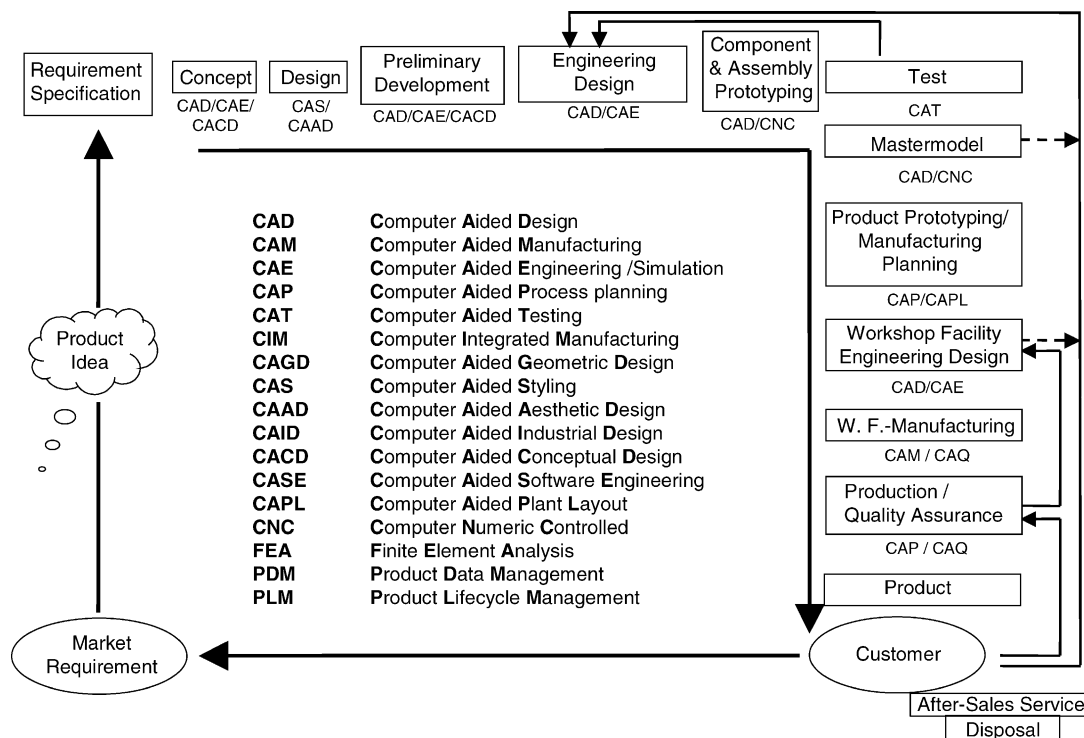 Requirement
Specification
Concept
CAD/CAE/
CACD
Design
CAS/
CAAD
Preliminary
Development
CAD/CAE/CACD
Engineering
Design
CAD/CAE
Component
& Assembly
Prototyping
CAD/CNC
Test
CAT
Mastermodel
CAD/CNC
Product Prototyping/
Manufacturing
Planning
CAP/CAPL
Workshop Facility
Engineering Design
CAD/CAE
W. F.-Manufacturing
CAM / CAQ
Production /
Quality Assurance
CAP / CAQ
Product
Customer
After-Sales Service
Disposal
Market
Requirement
Product
Idea
CAD Computer Aided Design
CAM Computer Aided Manufacturing
CAE Computer Aided Engineering /Simulation
CAP Computer Aided Process planning
CAT Computer Aided Testing
CIM Computer Integrated Manufacturing
CAGD Computer Aided Geometric Design
CAS Computer Aided Styling
CAAD Computer Aided Aesthetic Design
CAID Computer Aided Industrial Design
CACD Computer Aided Conceptual Design
CASE Computer Aided Software Engineering
CAPL Computer Aided Plant Layout
CNC Computer Numeric Controlled
FEA Finite Element Analysis
PDM Product Data Management
PLM Product Lifecycle Management